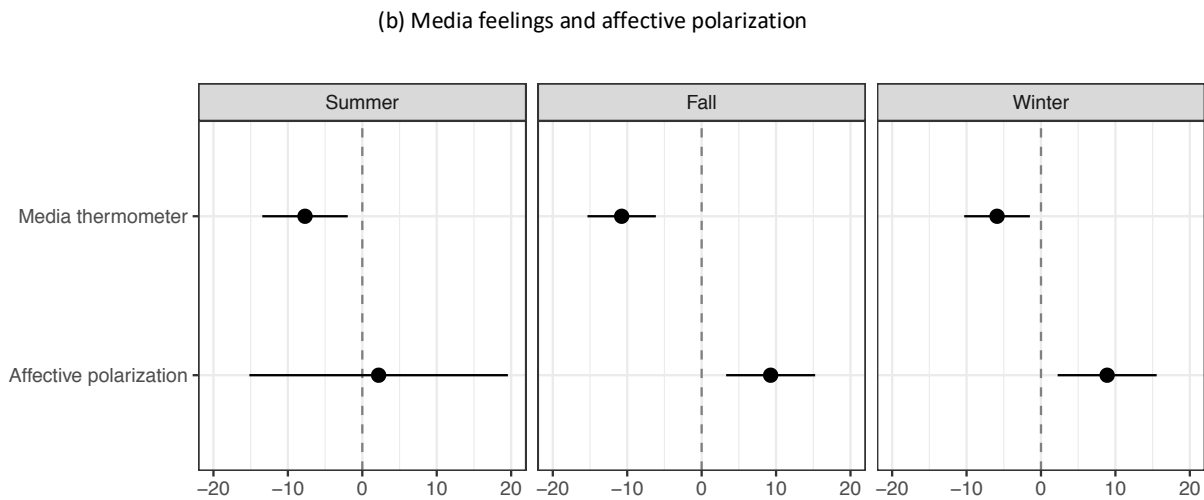 (b) Media feelings and affective polarization
Summer Fall Winter
Media thermometer
Affective polarization
−20 −10 0 10 20 −20 −10 0 10 20 −20 −10 0 10 20